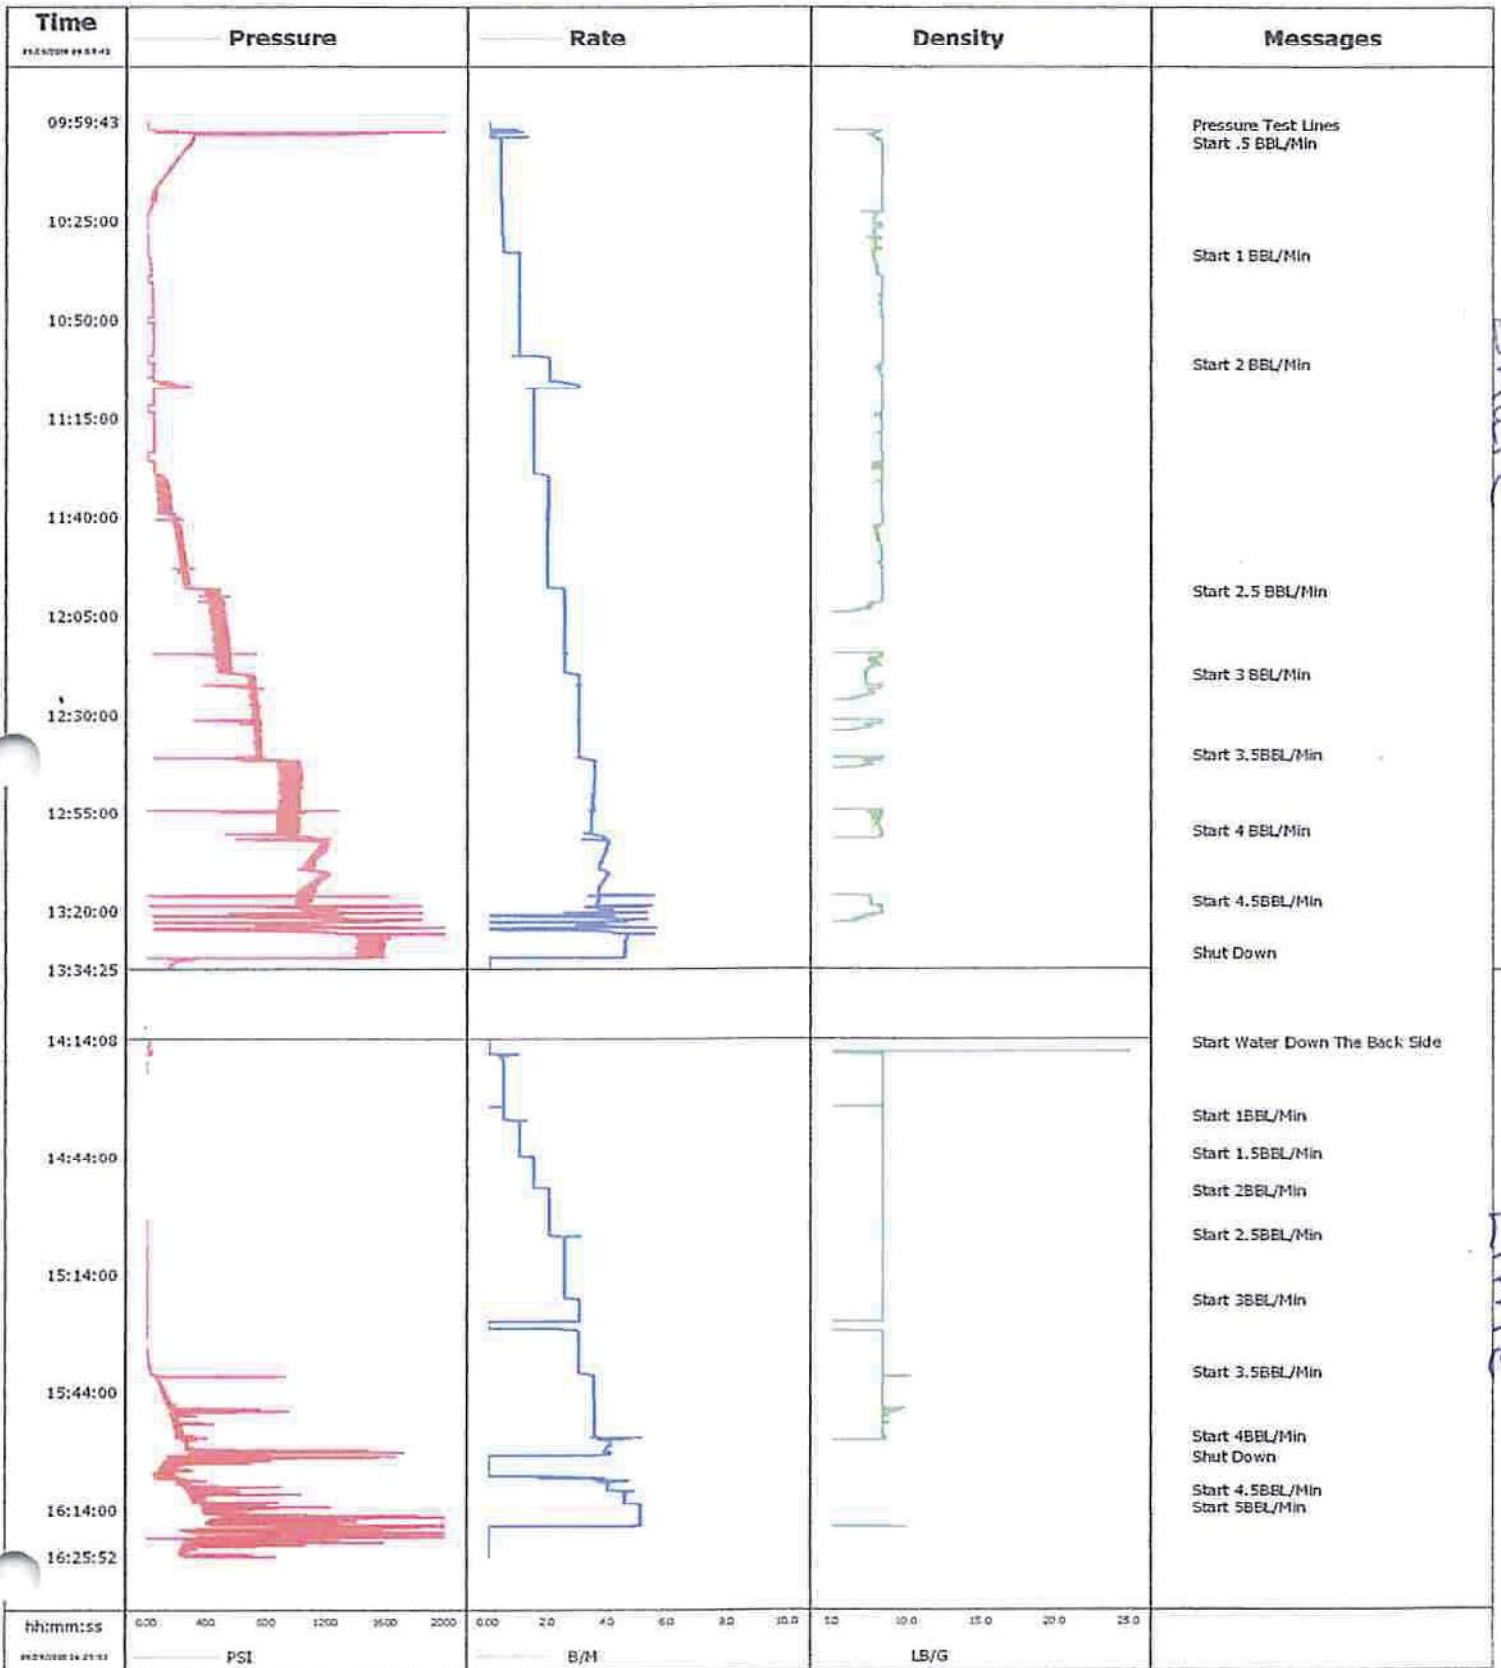 Time Pressure Rate Density Messages
09:59:43 Pressure Test Lines
Start .5 BBL/Min
10:25:00
Start 1 BBL/Min
10:50:00
Start 2 BBL/Min
11:15:00
11:40:00
Start 2.5 BBL/Min
12:05:00
Start 3 BBL/Min
12:30:00
Start 3.5BBL/Min
12:55:00
Start 4 BBL/Min
Start 4.5BBL/Min
13:20:00
Shut Down
13:34:25
14:14:08 Start Water Down The Back Side
Start 1BBL/Min
14:44:00 Start 1.5BBL/Min
Start 2BBL/Min
Start 2.5BBL/Min
15:14:00
Start 3BBL/Min
Start 3.5BBL/Min
15:44:00
Start 4BBL/Min
Shut Down
Start 4.5BBL/Min
16:14:00 Start 5BBL/Min
16:25:52
hh:mm:ss 0.00 400 800 1200 1600 2000 0.00 2.0 4.0 6.0 8.0 10.0 5.0 10.0 15.0 20.0 25.0
PSI B/M LB/G